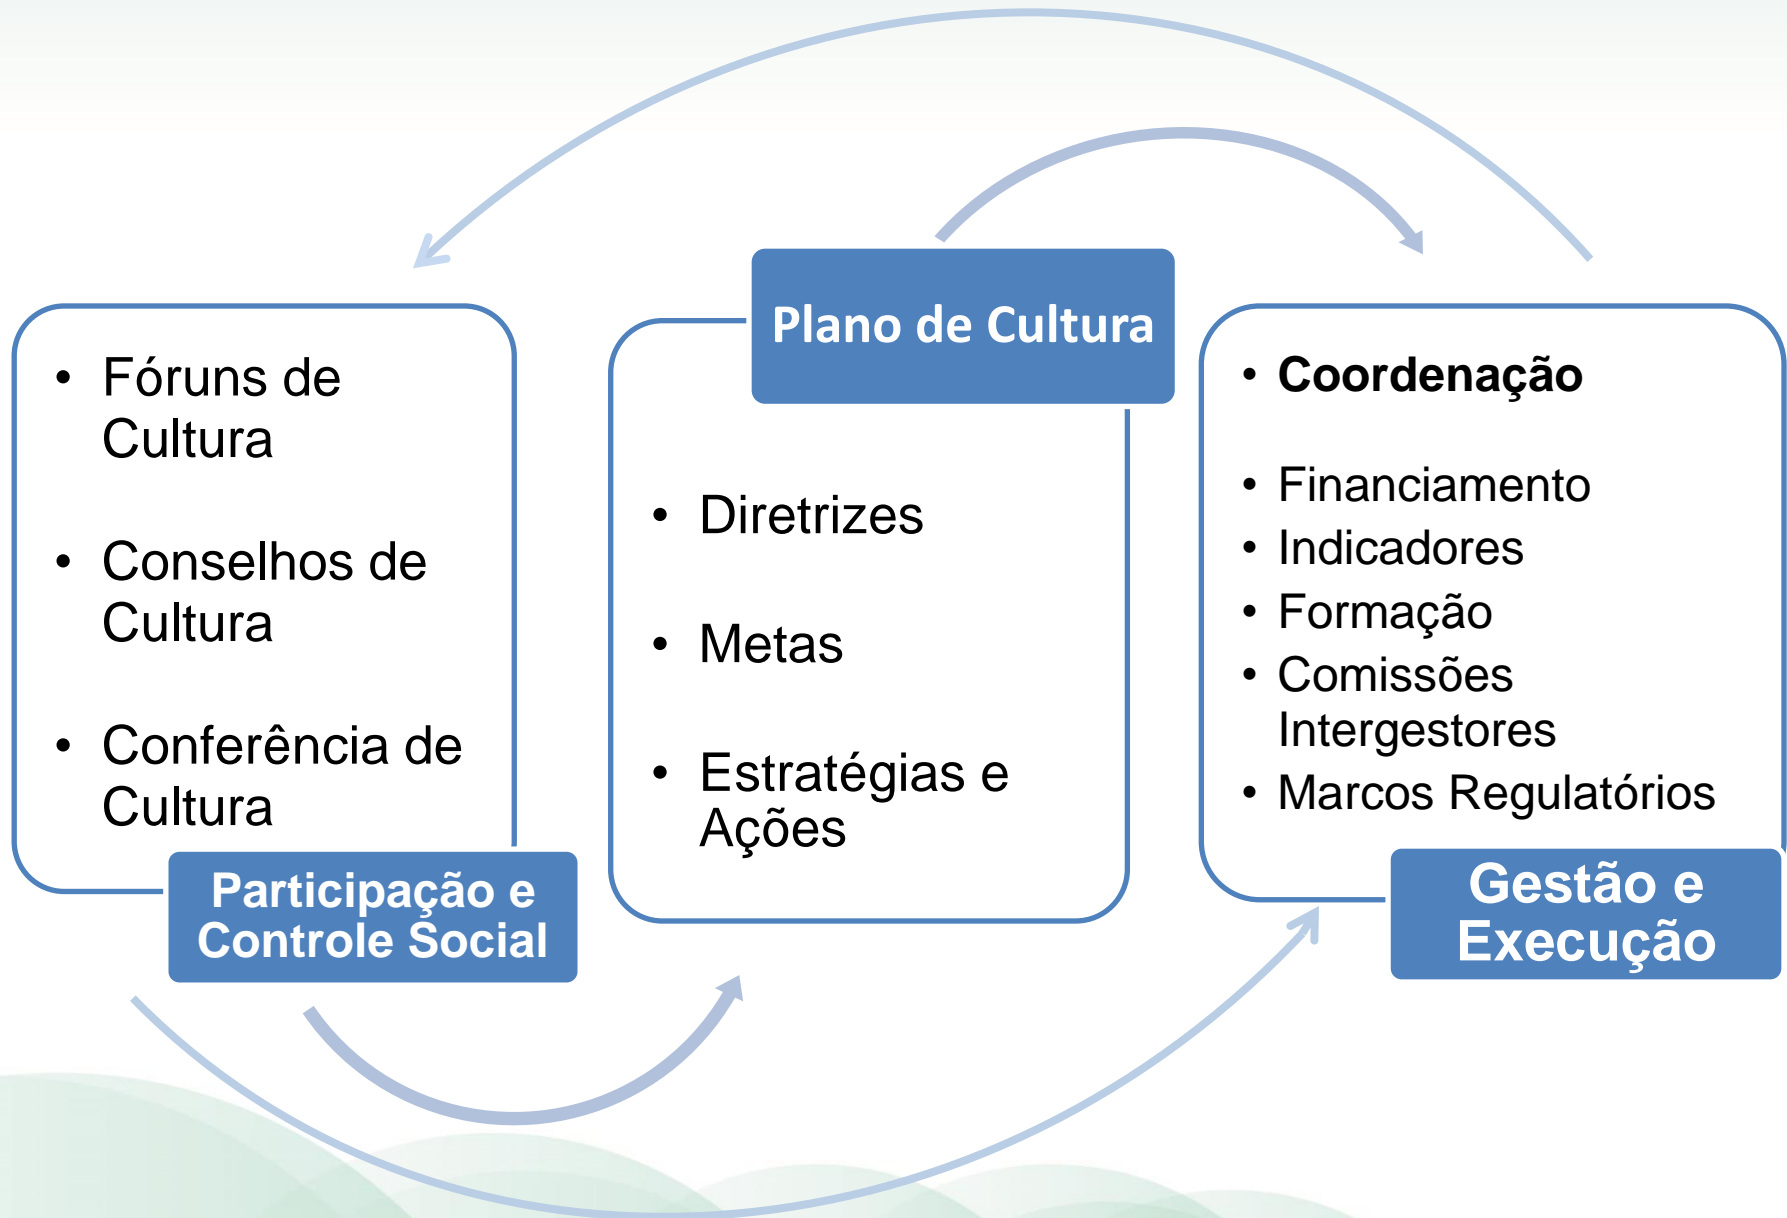 • Fóruns de
Cultura
• Conselhos de
Cultura
• Conferência de
Cultura
Participação e
Controle Social
Plano de Cultura
• Diretrizes
• Metas
• Estratégias e
Ações
• Coordenação
• Financiamento
• Indicadores
• Formação
• Comissões
Intergestores
• Marcos Regulatórios
Gestão e
Execução